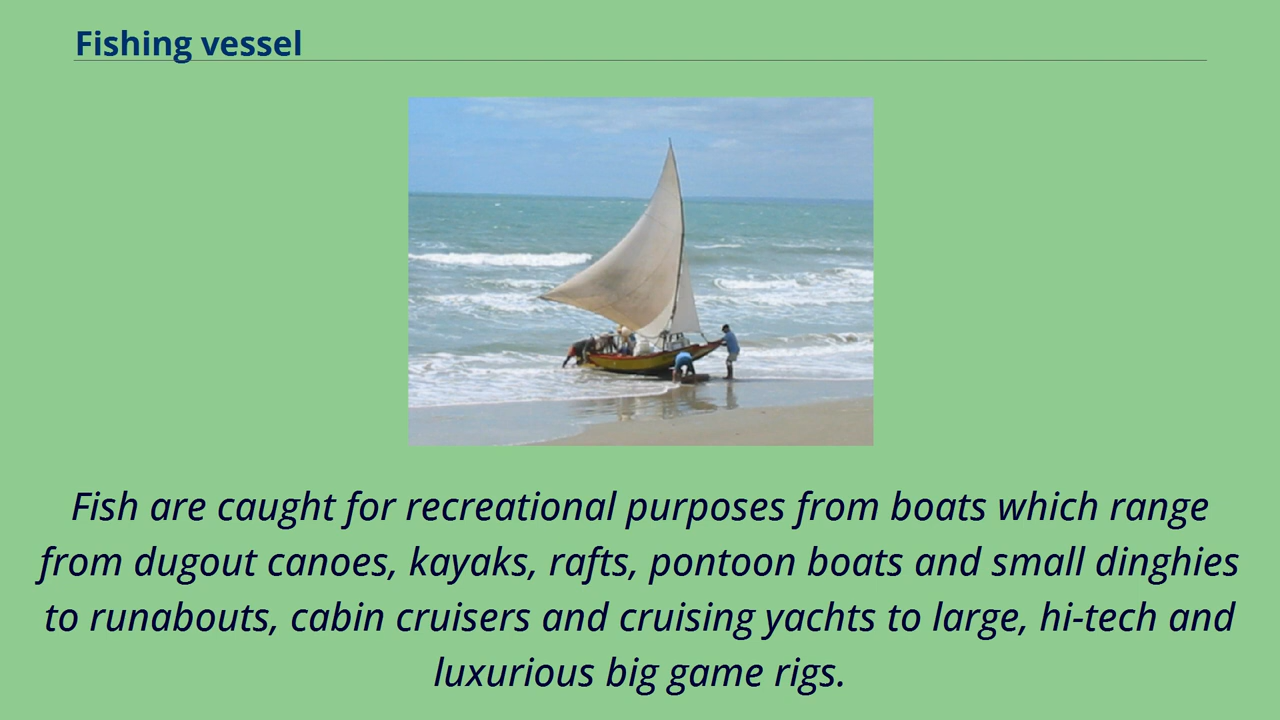 Fishing vessel
Fish are caught for recreational purposes from boats which range
from dugout canoes, kayaks, rafts, pontoon boats and small dinghies
to runabouts, cabin cruisers and cruising yachts to large, hi-tech and
luxurious big game rigs.